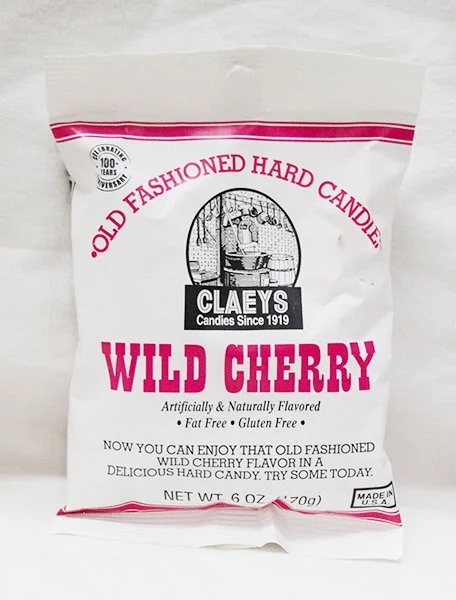 CELEBRATING
100
YEARS
ANNIVERSARY
OLD FASHIONED HARD CANDIES
CLAEYS
Candies Since 1919
WILD CHERRY
Artificially & Naturally Flavored
• Fat Free • Gluten Free •
NOW YOU CAN ENJOY THAT OLD FASHIONED
WILD CHERRY FLAVOR IN A
DELICIOUS HARD CANDY. TRY SOME TODAY.
NET WT. 6 OZ (170g)
MADE IN
U.S.A.